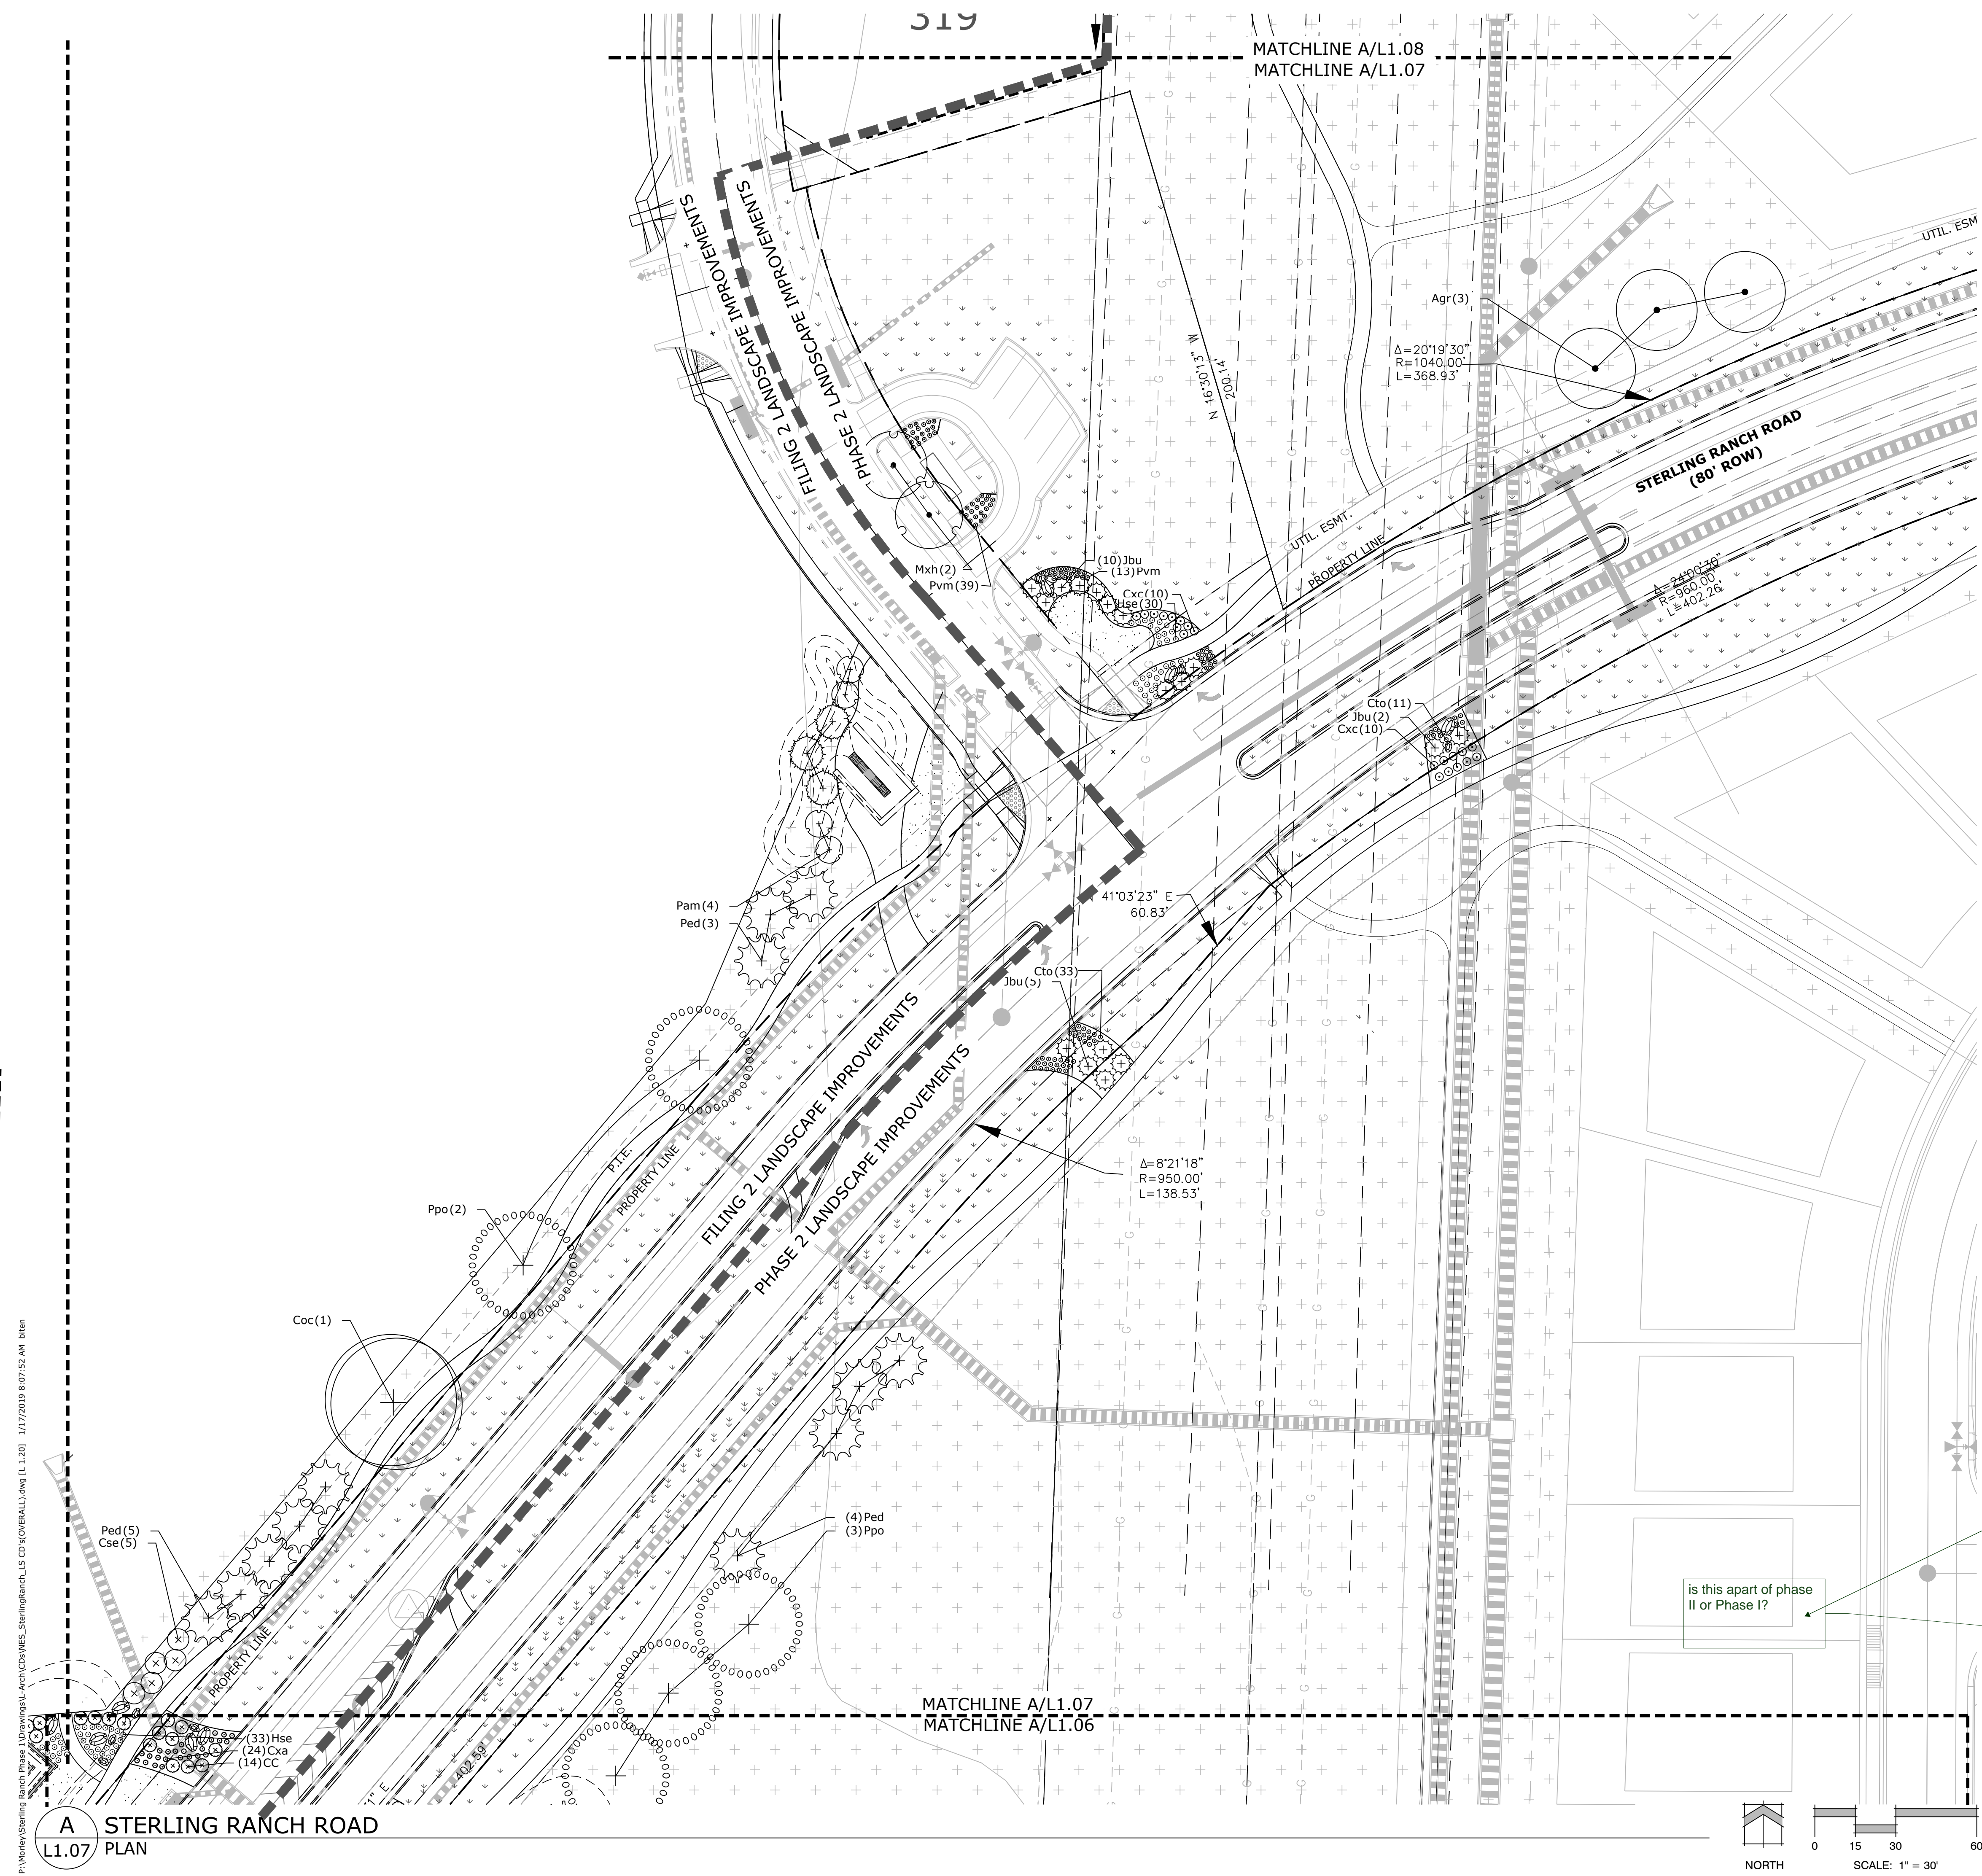 319
MATCHLINE A/L1.08
MATCHLINE A/L1.07
UTIL. ESM
FILING 2 LANDSCAPE IMPROVEMENTS
PHASE 2 LANDSCAPE IMPROVEMENTS
Agr(3)
Δ=20°19'30"
R=1040.00'
L=368.93'
N 16°30'13" W
200.14'
STERLING RANCH ROAD
(80' ROW)
UTIL. ESMT.
PROPERTY LINE
Δ=24°00'30"
R=960.00'
L=402.26'
Mxh(2)
Pvm(39)
(10)Jbu
(13)Pvm
Cxc(10)
Hse(30)
Cto(11)
Jbu(2)
Cxc(10)
Pam(4)
Ped(3)
41°03'23" E
60.83'
Cto(33)
Jbu(5)
FILING 2 LANDSCAPE IMPROVEMENTS
PHASE 2 LANDSCAPE IMPROVEMENTS
P.I.E.
PROPERTY LINE
Δ=8°21'18"
R=950.00'
L=138.53'
Ppo(2)
Coc(1)
Ped(5)
Cse(5)
(4)Ped
(3)Ppo
is this apart of phase
II or Phase I?
PROPERTY LINE
MATCHLINE A/L1.07
MATCHLINE A/L1.06
(33)Hse
(24)Cxa
(14)CC
1" E
402.59
P:\Morley\Sterling Ranch Phase 1\Drawings\L-Arch\CDs\NES_SterlingRanch_LS CD's(OVERALL).dwg [L 1.20] 1/17/2019 8:07:52 AM biten
A
L1.07
STERLING RANCH ROAD
PLAN
NORTH
0 15 30 60
SCALE: 1" = 30'